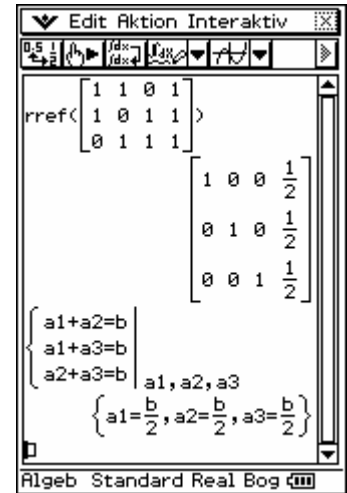 Edit Aktion Interaktiv
rref([1 1 0 1
1 0 1 1
0 1 1 1])
[1 0 0 1/2
0 1 0 1/2
0 0 1 1/2]
{a1+a2=b
a1+a3=b
a2+a3=b|a1,a2,a3
{a1=b/2,a2=b/2,a3=b/2}
Algeb Standard Real Bog